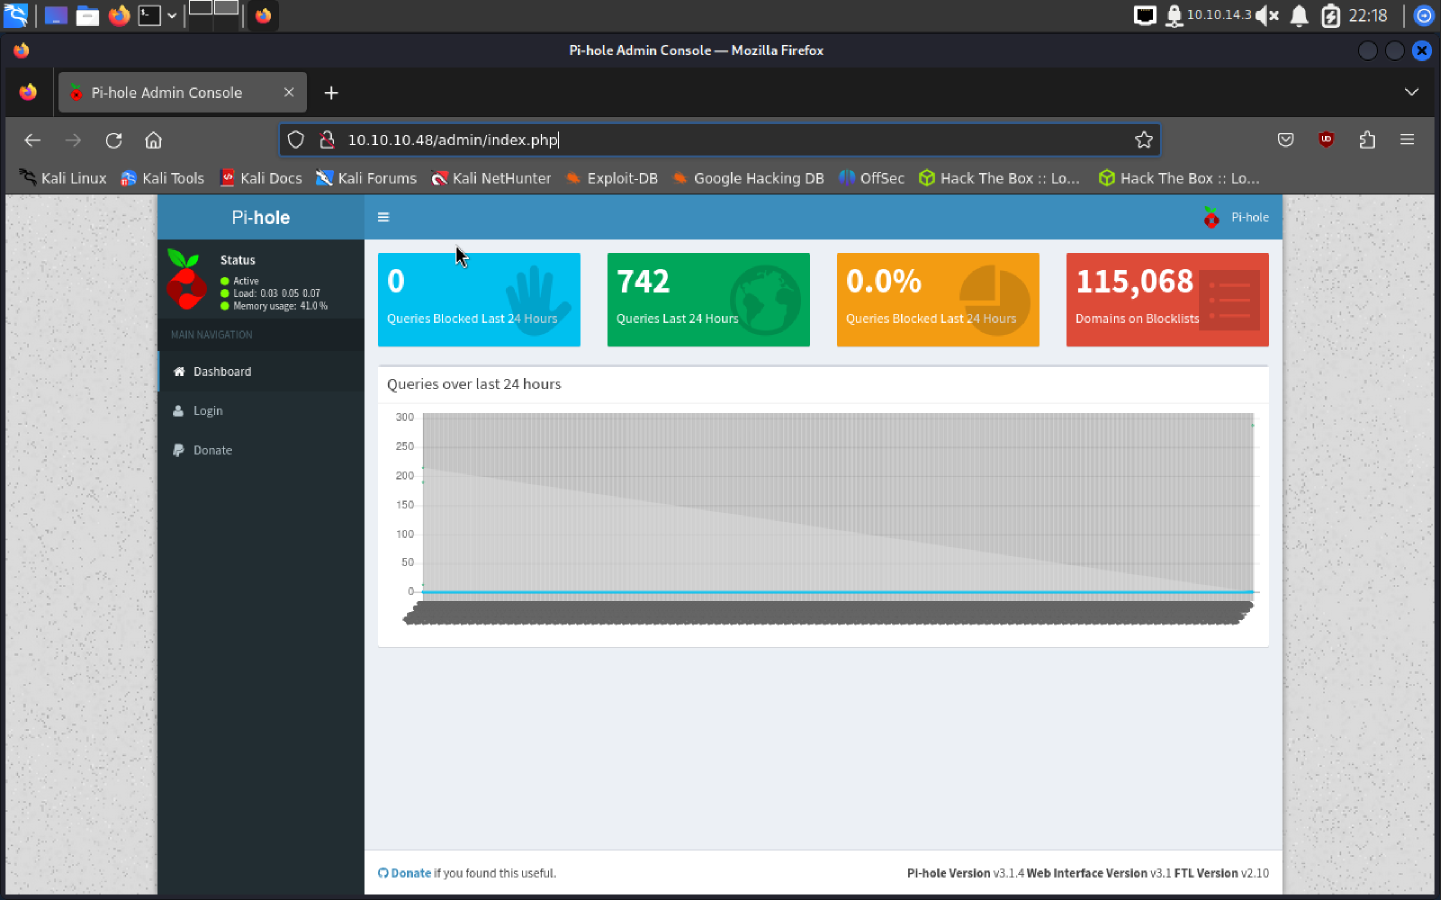 10.10.14.3 22:18
Pi-hole Admin Console — Mozilla Firefox
Pi-hole Admin Console
10.10.10.48/admin/index.php
Kali Linux Kali Tools Kali Docs Kali Forums Kali NetHunter Exploit-DB Google Hacking DB OffSec Hack The Box :: Lo... Hack The Box :: Lo...
Pi-hole
Pi-hole
Status
Active
Load: 0.03 0.05 0.07
Memory usage: 41.0 %
MAIN NAVIGATION
Dashboard
Login
Donate
0
Queries Blocked Last 24 Hours
742
Queries Last 24 Hours
0.0%
Queries Blocked Last 24 Hours
115,068
Domains on Blocklists
Queries over last 24 hours
300
250
200
150
100
50
0
Donate if you found this useful.
Pi-hole Version v3.1.4 Web Interface Version v3.1 FTL Version v2.10